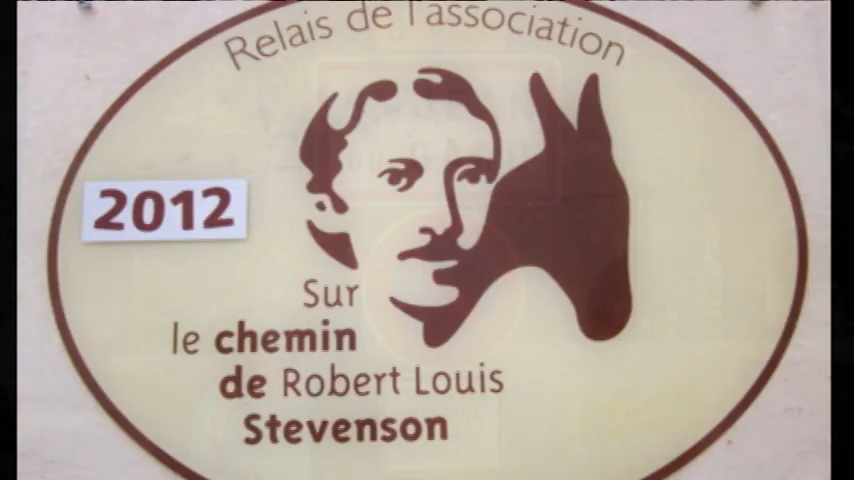 Relais de l'association
2012
Sur
le chemin
de Robert Louis
Stevenson